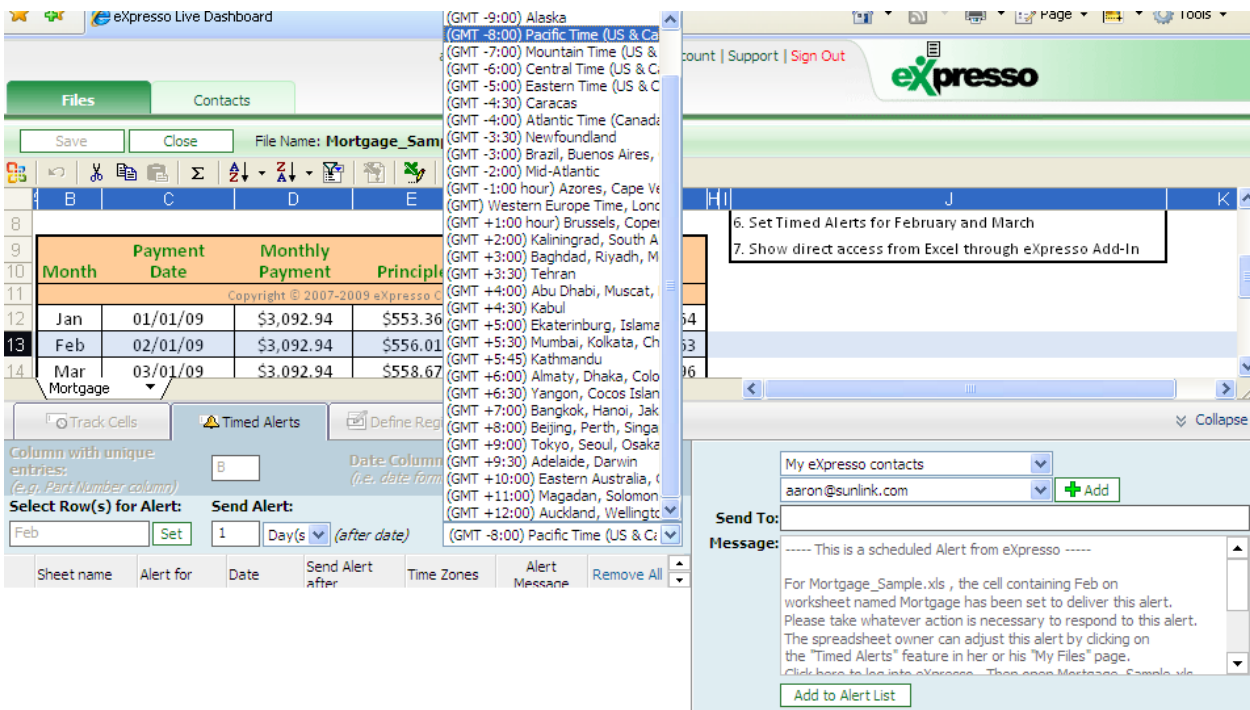 eXpresso Live Dashboard
Page
Tools
Support | Sign Out
eXpresso
Files
Contacts
Save
Close
File Name: Mortgage_Sam
B C D E H I J K
8
6. Set Timed Alerts for February and March
9
Payment
Monthly
7. Show direct access from Excel through eXpresso Add-In
10
Month
Date
Payment
Principle
11
Copyright © 2007-2009 eXpresso C
12 Jan 01/01/09 $3,092.94 $553.36 64
13 Feb 02/01/09 $3,092.94 $556.01 63
14 Mar 03/01/09 $3,092.94 $558.67 96
Mortgage
(GMT -9:00) Alaska
(GMT -8:00) Pacific Time (US & Ca
(GMT -7:00) Mountain Time (US &
(GMT -6:00) Central Time (US & Ca
(GMT -5:00) Eastern Time (US & C
(GMT -4:30) Caracas
(GMT -4:00) Atlantic Time (Canada
(GMT -3:30) Newfoundland
(GMT -3:00) Brazil, Buenos Aires,
(GMT -2:00) Mid-Atlantic
(GMT -1:00 hour) Azores, Cape Ve
(GMT) Western Europe Time, Lond
(GMT +1:00 hour) Brussels, Copen
(GMT +2:00) Kaliningrad, South A
(GMT +3:00) Baghdad, Riyadh, M
(GMT +3:30) Tehran
(GMT +4:00) Abu Dhabi, Muscat,
(GMT +4:30) Kabul
(GMT +5:00) Ekaterinburg, Islama
(GMT +5:30) Mumbai, Kolkata, Ch
(GMT +5:45) Kathmandu
(GMT +6:00) Almaty, Dhaka, Colo
(GMT +6:30) Yangon, Cocos Islan
(GMT +7:00) Bangkok, Hanoi, Jak
(GMT +8:00) Beijing, Perth, Singa
(GMT +9:00) Tokyo, Seoul, Osaka
(GMT +9:30) Adelaide, Darwin
(GMT +10:00) Eastern Australia,
(GMT +11:00) Magadan, Solomon
(GMT +12:00) Auckland, Wellingto
(GMT -8:00) Pacific Time (US & Ca
Track Cells
Timed Alerts
Define Regi
Collapse
Column with unique
entries:
(e.g. Part Number column)
B
Date Column
(i.e. date form
Select Row(s) for Alert:
Send Alert:
Feb
Set
1
Day(s
(after date)
Sheet name
Alert for
Date
Send Alert
after
Time Zones
Alert
Message
Remove All
My eXpresso contacts
aaron@sunlink.com
Add
Send To:
Message:
----- This is a scheduled Alert from eXpresso -----
For Mortgage_Sample.xls , the cell containing Feb on
worksheet named Mortgage has been set to deliver this alert.
Please take whatever action is necessary to respond to this alert.
The spreadsheet owner can adjust this alert by clicking on
the "Timed Alerts" feature in her or his "My Files" page.
Click here to log into eXpresso . Then open Mortgage_Sample.xls
Add to Alert List